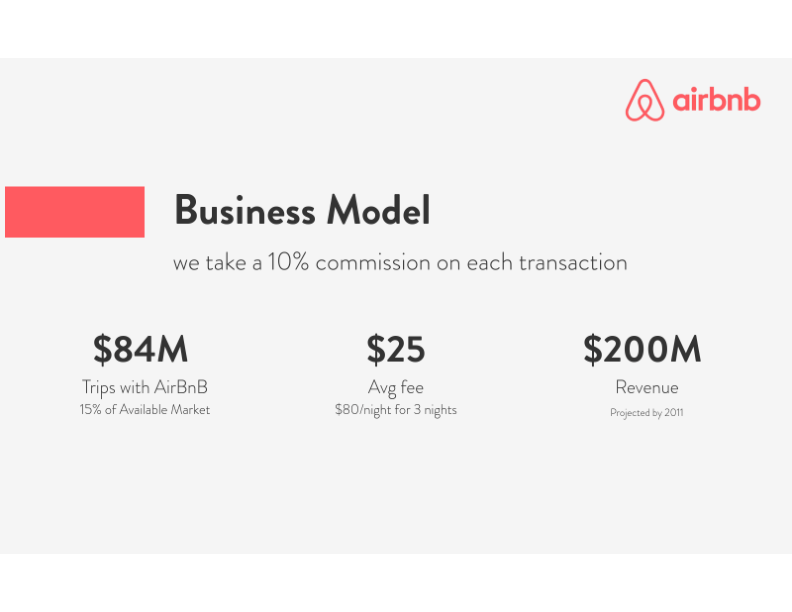 airbnb
Business Model
we take a 10% commission on each transaction
$84M
Trips with AirBnB
15% of Available Market
$25
Avg fee
$80/night for 3 nights
$200M
Revenue
Projected by 2011